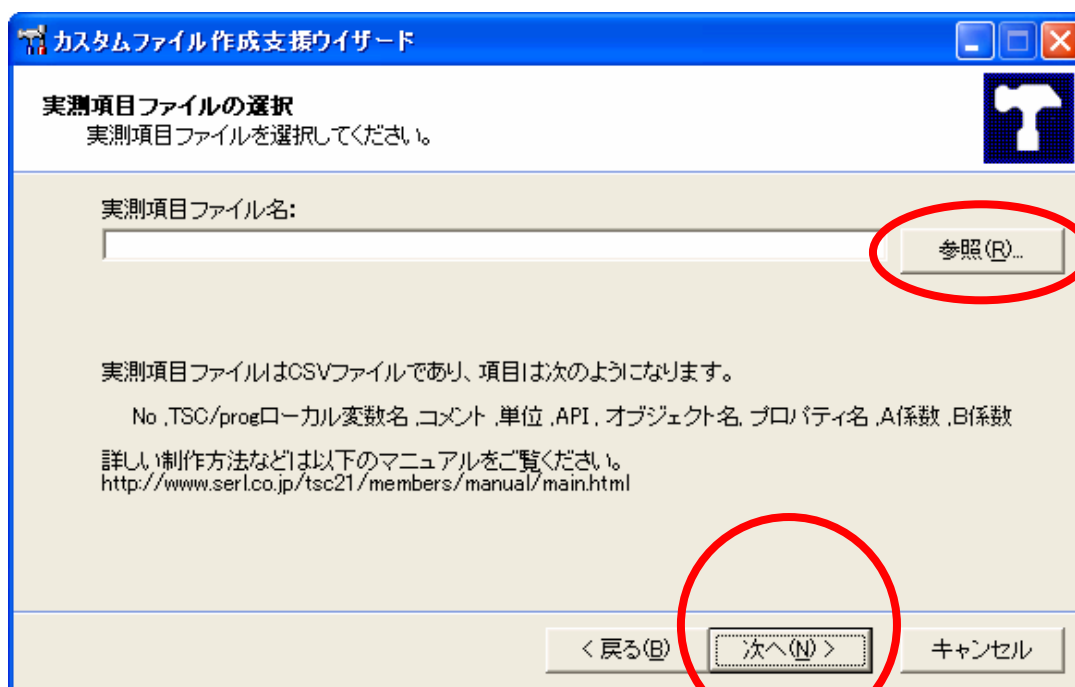 カスタムファイル作成支援ウイザード
実測項目ファイルの選択
実測項目ファイルを選択してください。
実測項目ファイル名:
参照(R)...
実測項目ファイルはCSVファイルであり、項目は次のようになります。
No ,TSC/progローカル変数名 ,コメント ,単位 ,API , オブジェクト名, プロパティ名 ,A係数 ,B係数
詳しい制作方法などは以下のマニュアルをご覧ください。
http://www.serl.co.jp/tsc21/members/manual/main.html
< 戻る(B) 次へ(N) > キャンセル